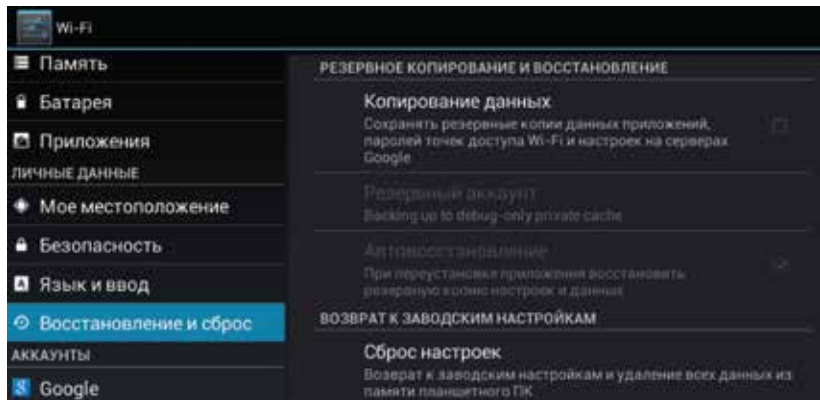 Wi-Fi
Память
Батарея
Приложения
ЛИЧНЫЕ ДАННЫЕ
Мое местоположение
Безопасность
Язык и ввод
Восстановление и сброс
АККАУНТЫ
Google
РЕЗЕРВНОЕ КОПИРОВАНИЕ И ВОССТАНОВЛЕНИЕ
Копирование данных
Сохранять резервные копии данных приложений,
паролей точек доступа Wi-Fi и настроек на серверах
Google
Резервный аккаунт
Backing up to debug-only private cache
Автовосстановление
При переустановке приложения восстановить
резервную копию настроек и данных
ВОЗВРАТ К ЗАВОДСКИМ НАСТРОЙКАМ
Сброс настроек
Возврат к заводским настройкам и удаление всех данных из
памяти планшетного ПК